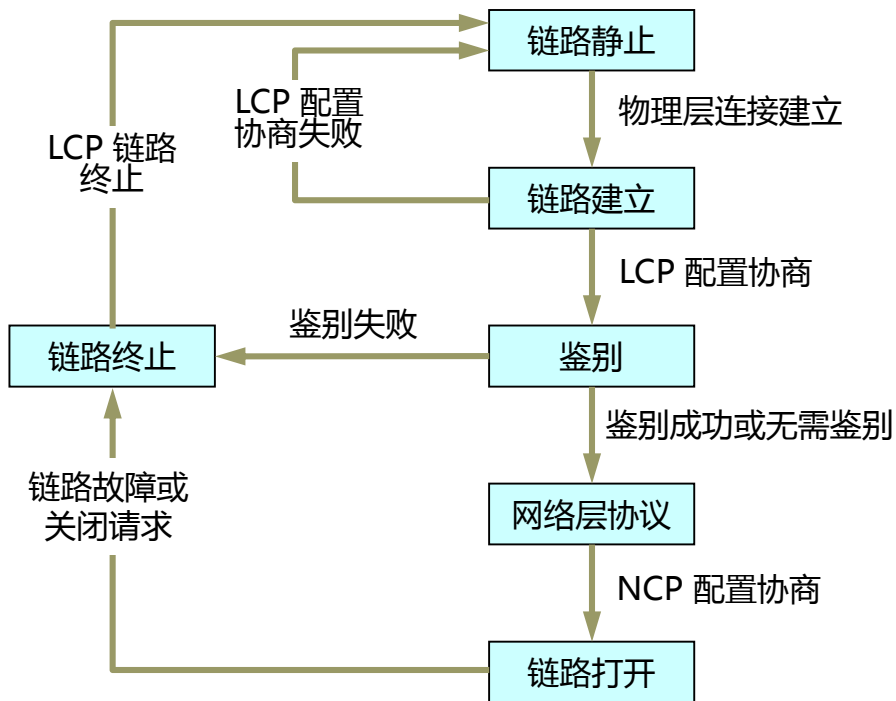 链路静止
LCP 配置
协商失败
物理层连接建立
LCP 链路
终止
链路建立
LCP 配置协商
鉴别失败
链路终止
鉴别
鉴别成功或无需鉴别
链路故障或
关闭请求
网络层协议
NCP 配置协商
链路打开